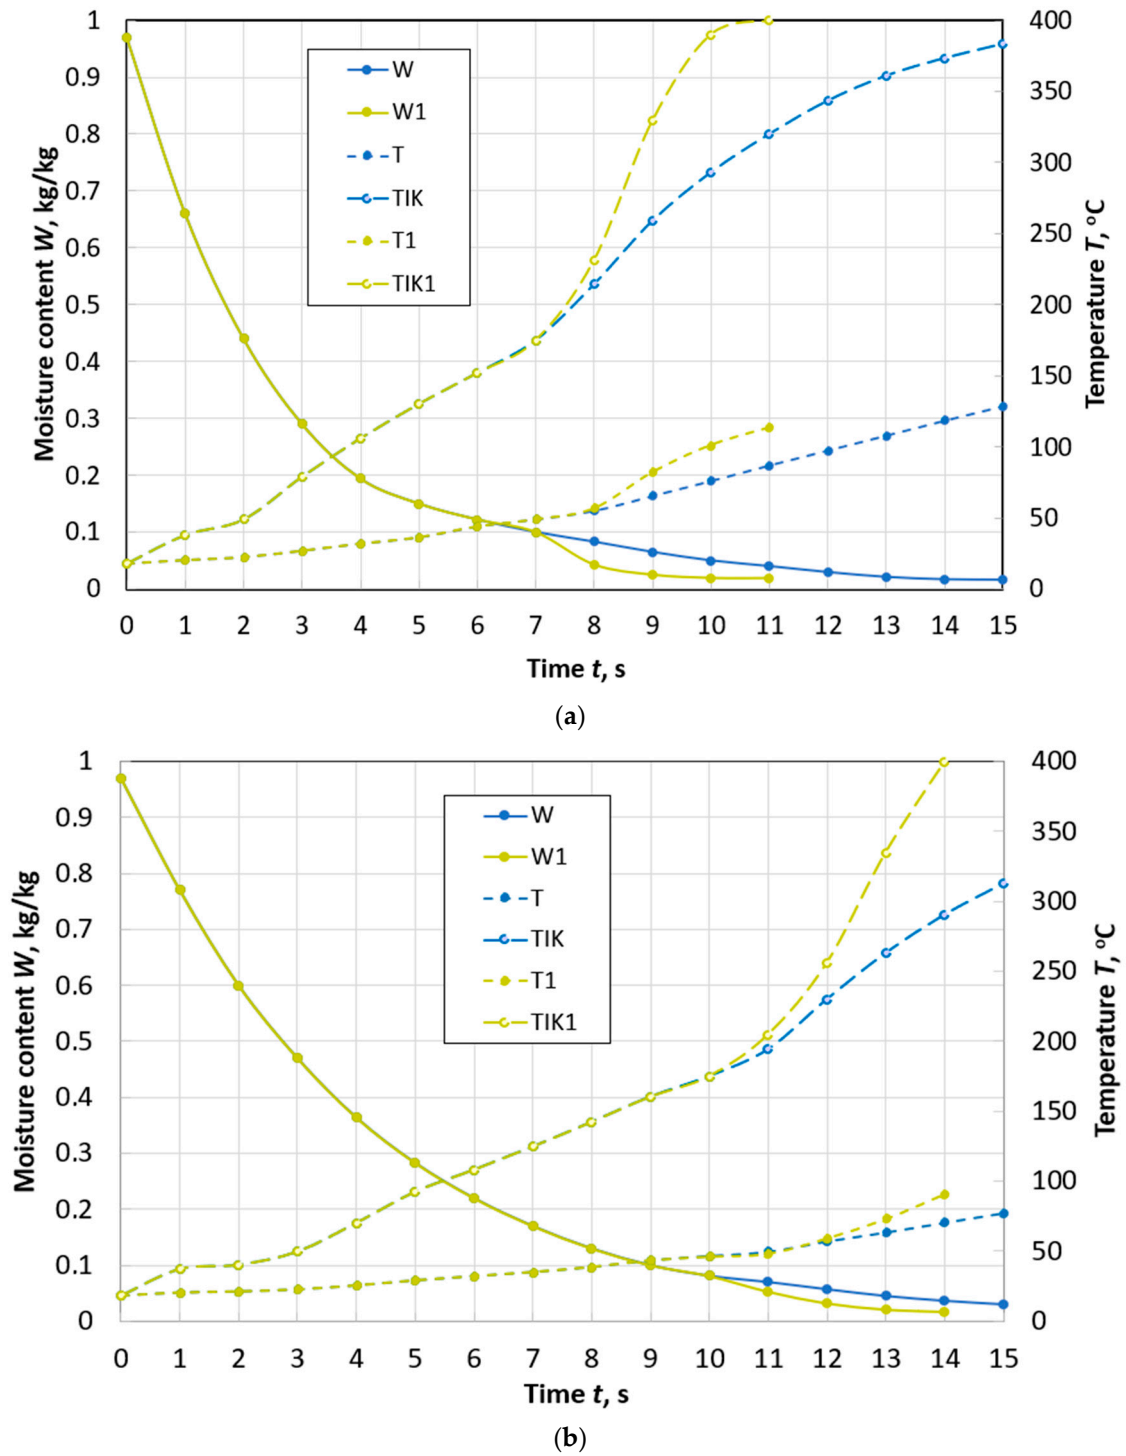 1
0.9
0.8
0.7
0.6
0.5
0.4
0.3
0.2
0.1
0
Moisture content W, kg/kg
W
W1
T
TIK
T1
TIK1
400
350
300
250
200
150
100
50
0
Temperature T, ºC
0 1 2 3 4 5 6 7 8 9 10 11 12 13 14 15
Time t, s
(a)
1
0.9
0.8
0.7
0.6
0.5
0.4
0.3
0.2
0.1
0
Moisture content W, kg/kg
W
W1
T
TIK
T1
TIK1
400
350
300
250
200
150
100
50
0
Temperature T, ºC
0 1 2 3 4 5 6 7 8 9 10 11 12 13 14 15
Time t, s
(b)